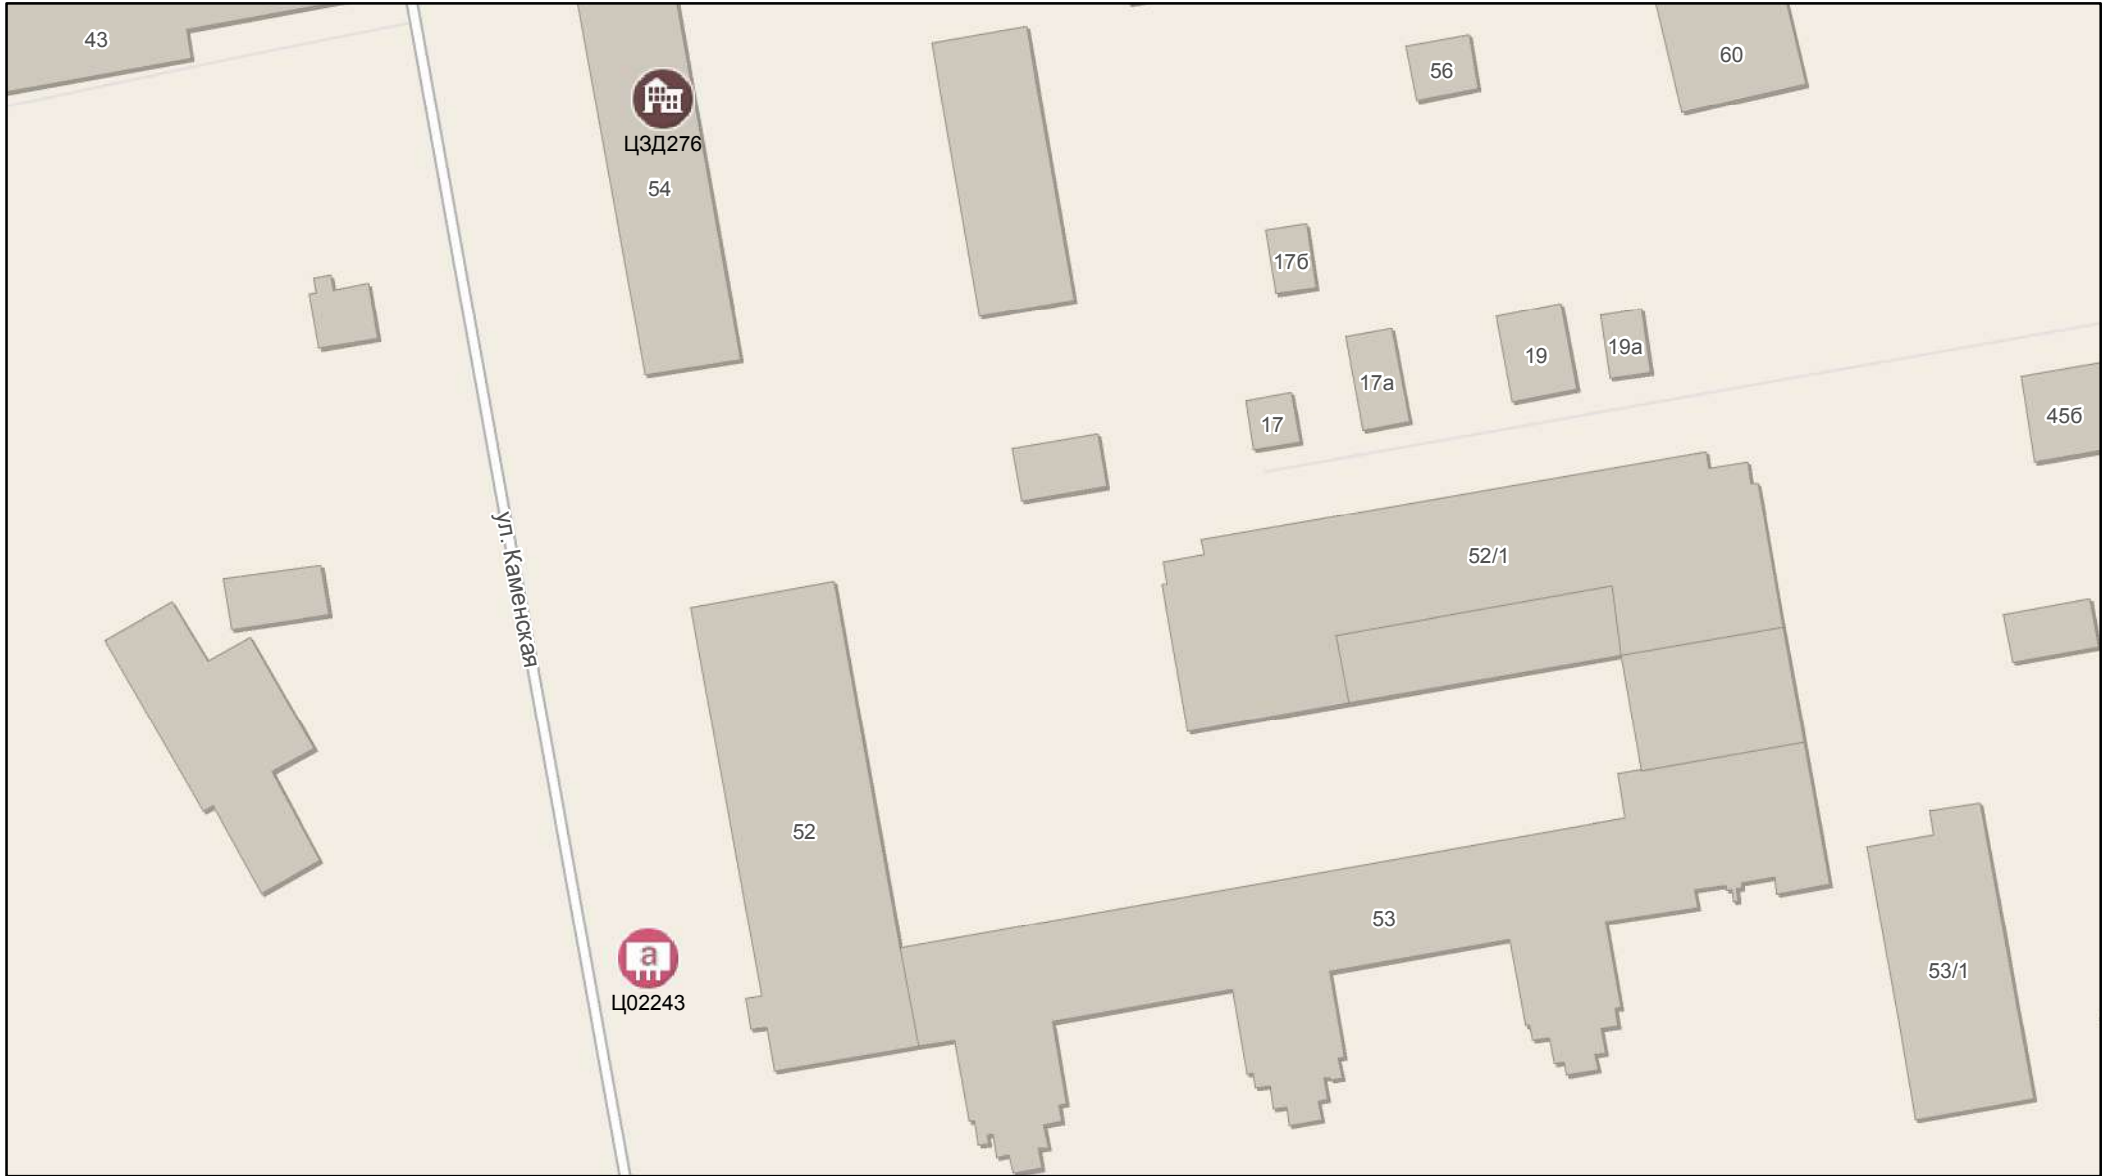 43
56
60
ЦЗД276
54
17б
19
19а
17а
17
45б
ул. Каменская
52/1
52
53
а
Ц02243
53/1